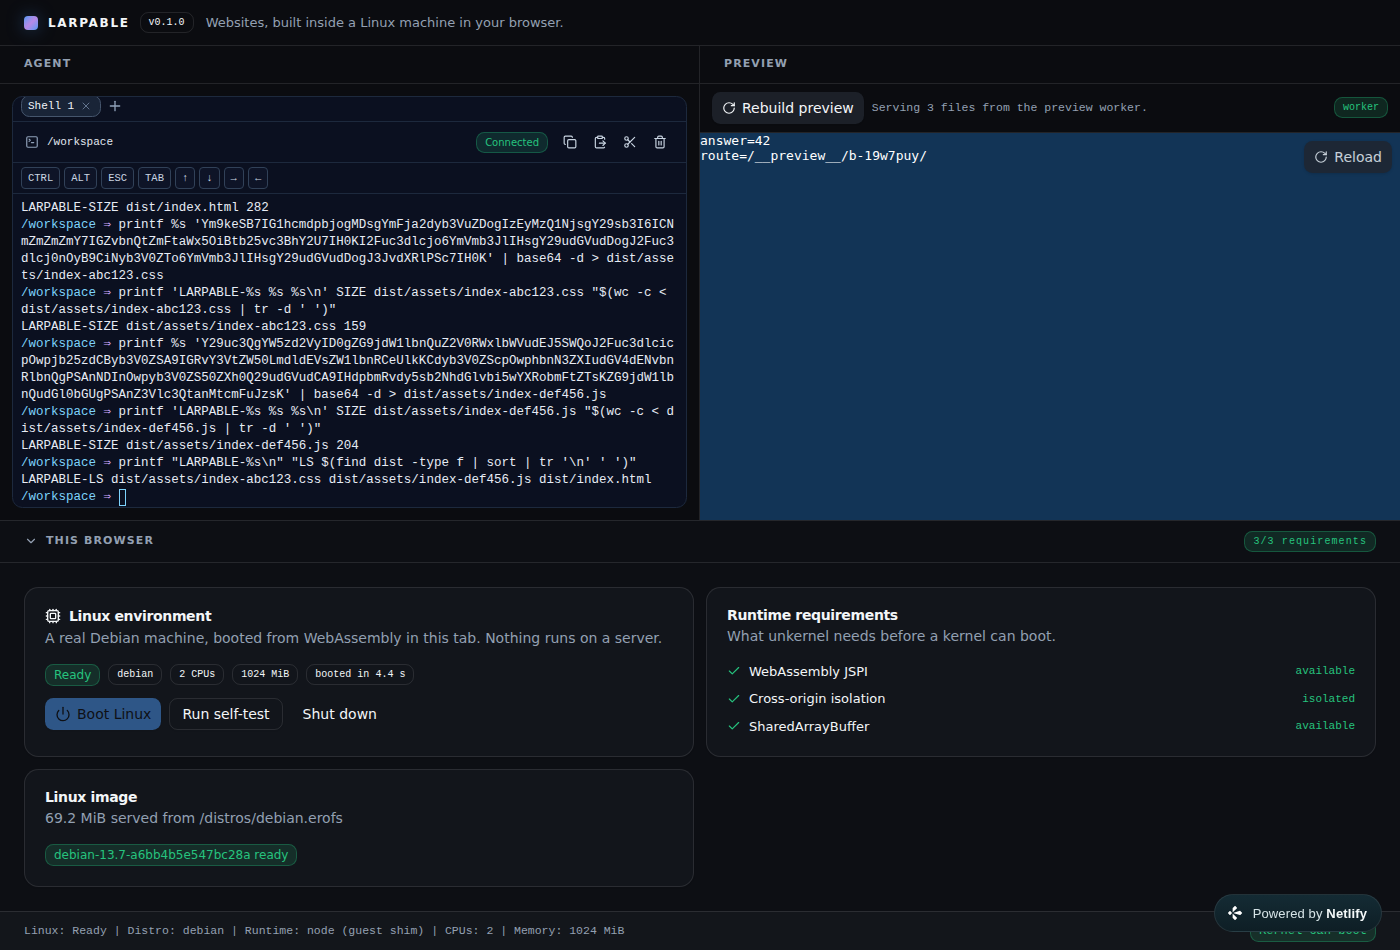 LARPABLE v0.1.0 Websites, built inside a Linux machine in your browser.
AGENT
PREVIEW
Shell 1
Rebuild preview Serving 3 files from the preview worker. worker
/workspace Connected
CTRL ALT ESC TAB ↑ ↓ → ←
answer=42
route=/__preview__/b-19w7puy/
Reload
LARPABLE-SIZE dist/index.html 282
/workspace ⇒ printf %s 'Ym9keSB7IG1hcmdpbjogMDsgYmFja2dyb3VuZDogIzEyMzQ1NjsgY29sb3I6ICN
mZmZmZmY7IGZvbnQtZmFtaWx5OiBtb25vc3BhY2U7IH0KI2Fuc3dlcjo6YmVmb3JlIHsgY29udGVudDogJ2Fuc3
dlcj0nOyB9CiNyb3V0ZTo6YmVmb3JlIHsgY29udGVudDogJ3JvdXRlPSc7IH0K' | base64 -d > dist/asse
ts/index-abc123.css
/workspace ⇒ printf 'LARPABLE-%s %s %s\n' SIZE dist/assets/index-abc123.css "$(wc -c <
dist/assets/index-abc123.css | tr -d ' ')"
LARPABLE-SIZE dist/assets/index-abc123.css 159
/workspace ⇒ printf %s 'Y29uc3QgYW5zd2VyID0gZG9jdW1lbnQuZ2V0RWxlbWVudEJ5SWQoJ2Fuc3dlcic
pOwpjb25zdCByb3V0ZSA9IGRvY3VtZW50LmdldEVsZW1lbnRCeUlkKCdyb3V0ZScpOwphbnN3ZXIudGV4dENvbn
RlbnQgPSAnNDInOwpyb3V0ZS50ZXh0Q29udGVudCA9IHdpbmRvdy5sb2NhdGlvbi5wYXRobmFtZTsKZG9jdW1lb
nQudGl0bGUgPSAnZ3Vlc3QtanMtcmFuJzsK' | base64 -d > dist/assets/index-def456.js
/workspace ⇒ printf 'LARPABLE-%s %s %s\n' SIZE dist/assets/index-def456.js "$(wc -c < d
ist/assets/index-def456.js | tr -d ' ')"
LARPABLE-SIZE dist/assets/index-def456.js 204
/workspace ⇒ printf "LARPABLE-%s\n" "LS $(find dist -type f | sort | tr '\n' ' ')"
LARPABLE-LS dist/assets/index-abc123.css dist/assets/index-def456.js dist/index.html
/workspace ⇒
THIS BROWSER 3/3 requirements
Linux environment
A real Debian machine, booted from WebAssembly in this tab. Nothing runs on a server.
Ready debian 2 CPUs 1024 MiB booted in 4.4 s
Boot Linux Run self-test Shut down
Runtime requirements
What unkernel needs before a kernel can boot.
WebAssembly JSPI available
Cross-origin isolation isolated
SharedArrayBuffer available
Linux image
69.2 MiB served from /distros/debian.erofs
debian-13.7-a6bb4b5e547bc28a ready
Powered by Netlify
Linux: Ready | Distro: debian | Runtime: node (guest shim) | CPUs: 2 | Memory: 1024 MiB